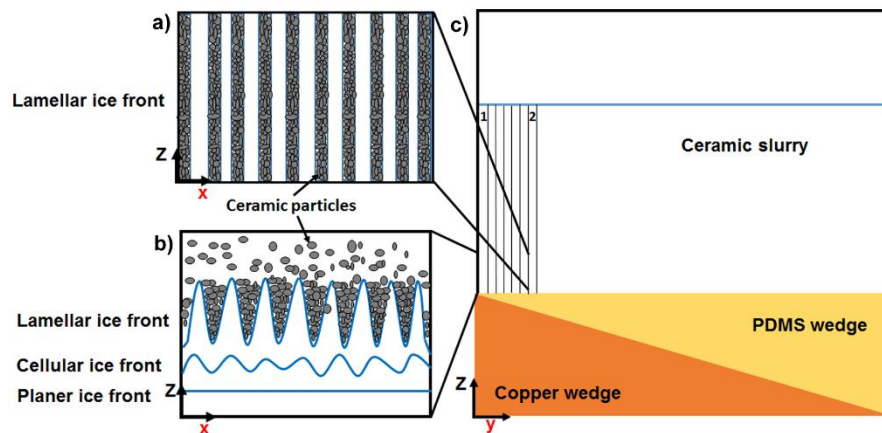 a)
Lamellar ice front
Z
x
Ceramic particles
b)
Lamellar ice front
Cellular ice front
Planer ice front
Z
x
c)
1
2
Ceramic slurry
PDMS wedge
Copper wedge
Z
y